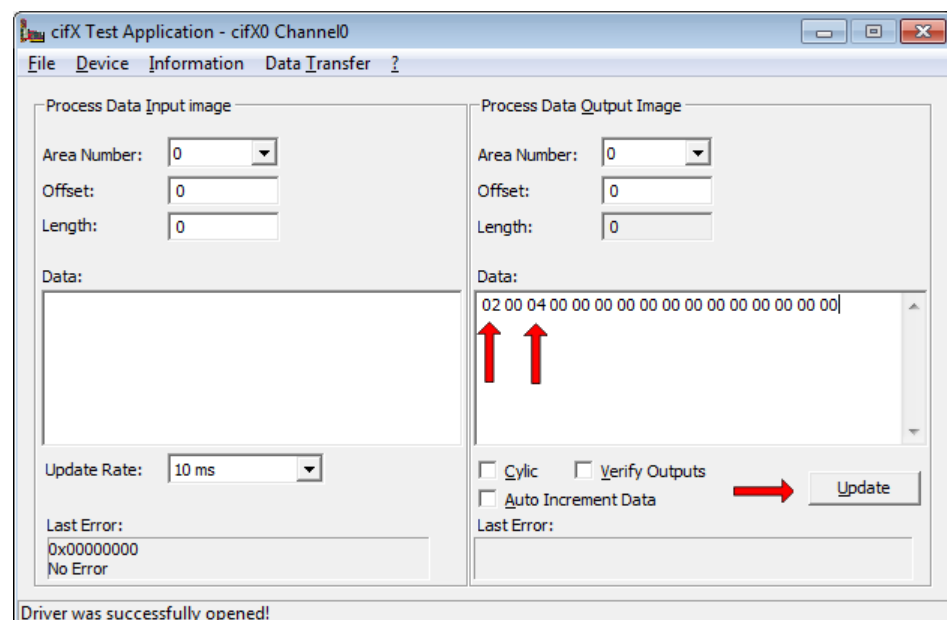 cifX Test Application - cifX0 Channel0
File Device Information Data Transfer ?
Process Data Input image
Area Number: 0
Offset: 0
Length: 0
Data:
Update Rate: 10 ms
Last Error:
0x00000000
No Error
Process Data Output Image
Area Number: 0
Offset: 0
Length: 0
Data:
02 00 04 00 00 00 00 00 00 00 00 00 00 00 00 00
Cylic Verify Outputs
Auto Increment Data
Update
Last Error:
Driver was successfully opened!